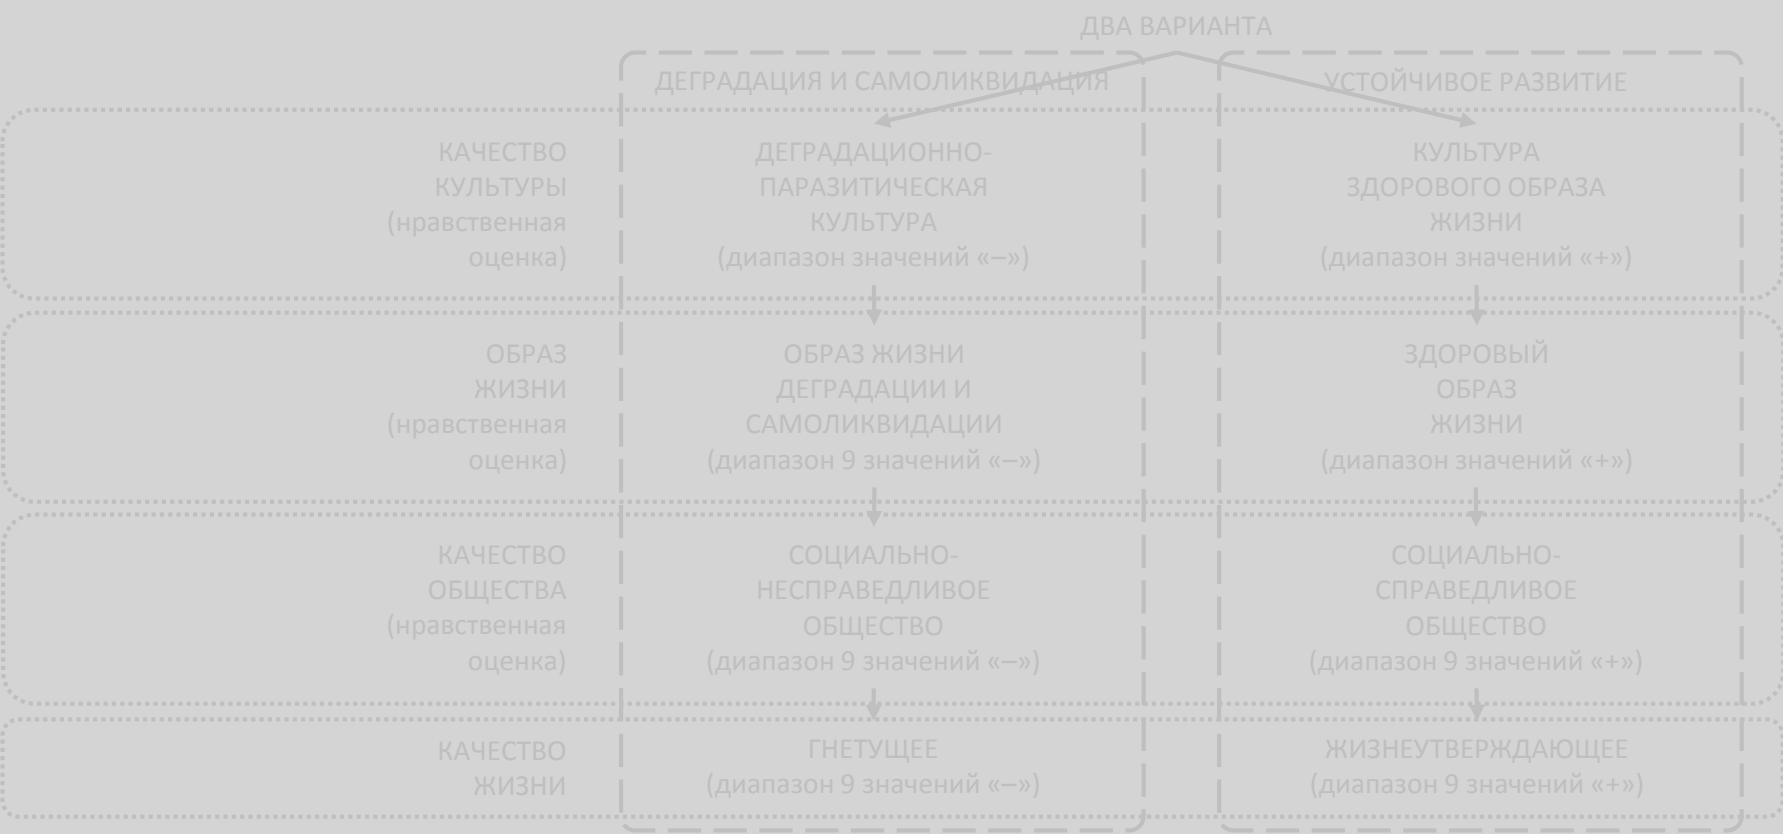 ДВА ВАРИАНТА
ДЕГРАДАЦИЯ И САМОЛИКВИДАЦИЯ
УСТОЙЧИВОЕ РАЗВИТИЕ
КАЧЕСТВО
КУЛЬТУРЫ
(нравственная
оценка)
ДЕГРАДАЦИОННО-
ПАРАЗИТИЧЕСКАЯ
КУЛЬТУРА
(диапазон значений «–»)
КУЛЬТУРА
ЗДОРОВОГО ОБРАЗА
ЖИЗНИ
(диапазон значений «+»)
ОБРАЗ
ЖИЗНИ
(нравственная
оценка)
ОБРАЗ ЖИЗНИ
ДЕГРАДАЦИИ И
САМОЛИКВИДАЦИИ
(диапазон 9 значений «–»)
ЗДОРОВЫЙ
ОБРАЗ
ЖИЗНИ
(диапазон значений «+»)
КАЧЕСТВО
ОБЩЕСТВА
(нравственная
оценка)
СОЦИАЛЬНО-
НЕСПРАВЕДЛИВОЕ
ОБЩЕСТВО
(диапазон 9 значений «–»)
СОЦИАЛЬНО-
СПРАВЕДЛИВОЕ
ОБЩЕСТВО
(диапазон 9 значений «+»)
КАЧЕСТВО
ЖИЗНИ
ГНЕТУЩЕЕ
(диапазон 9 значений «–»)
ЖИЗНЕУТВЕРЖДАЮЩЕЕ
(диапазон 9 значений «+»)